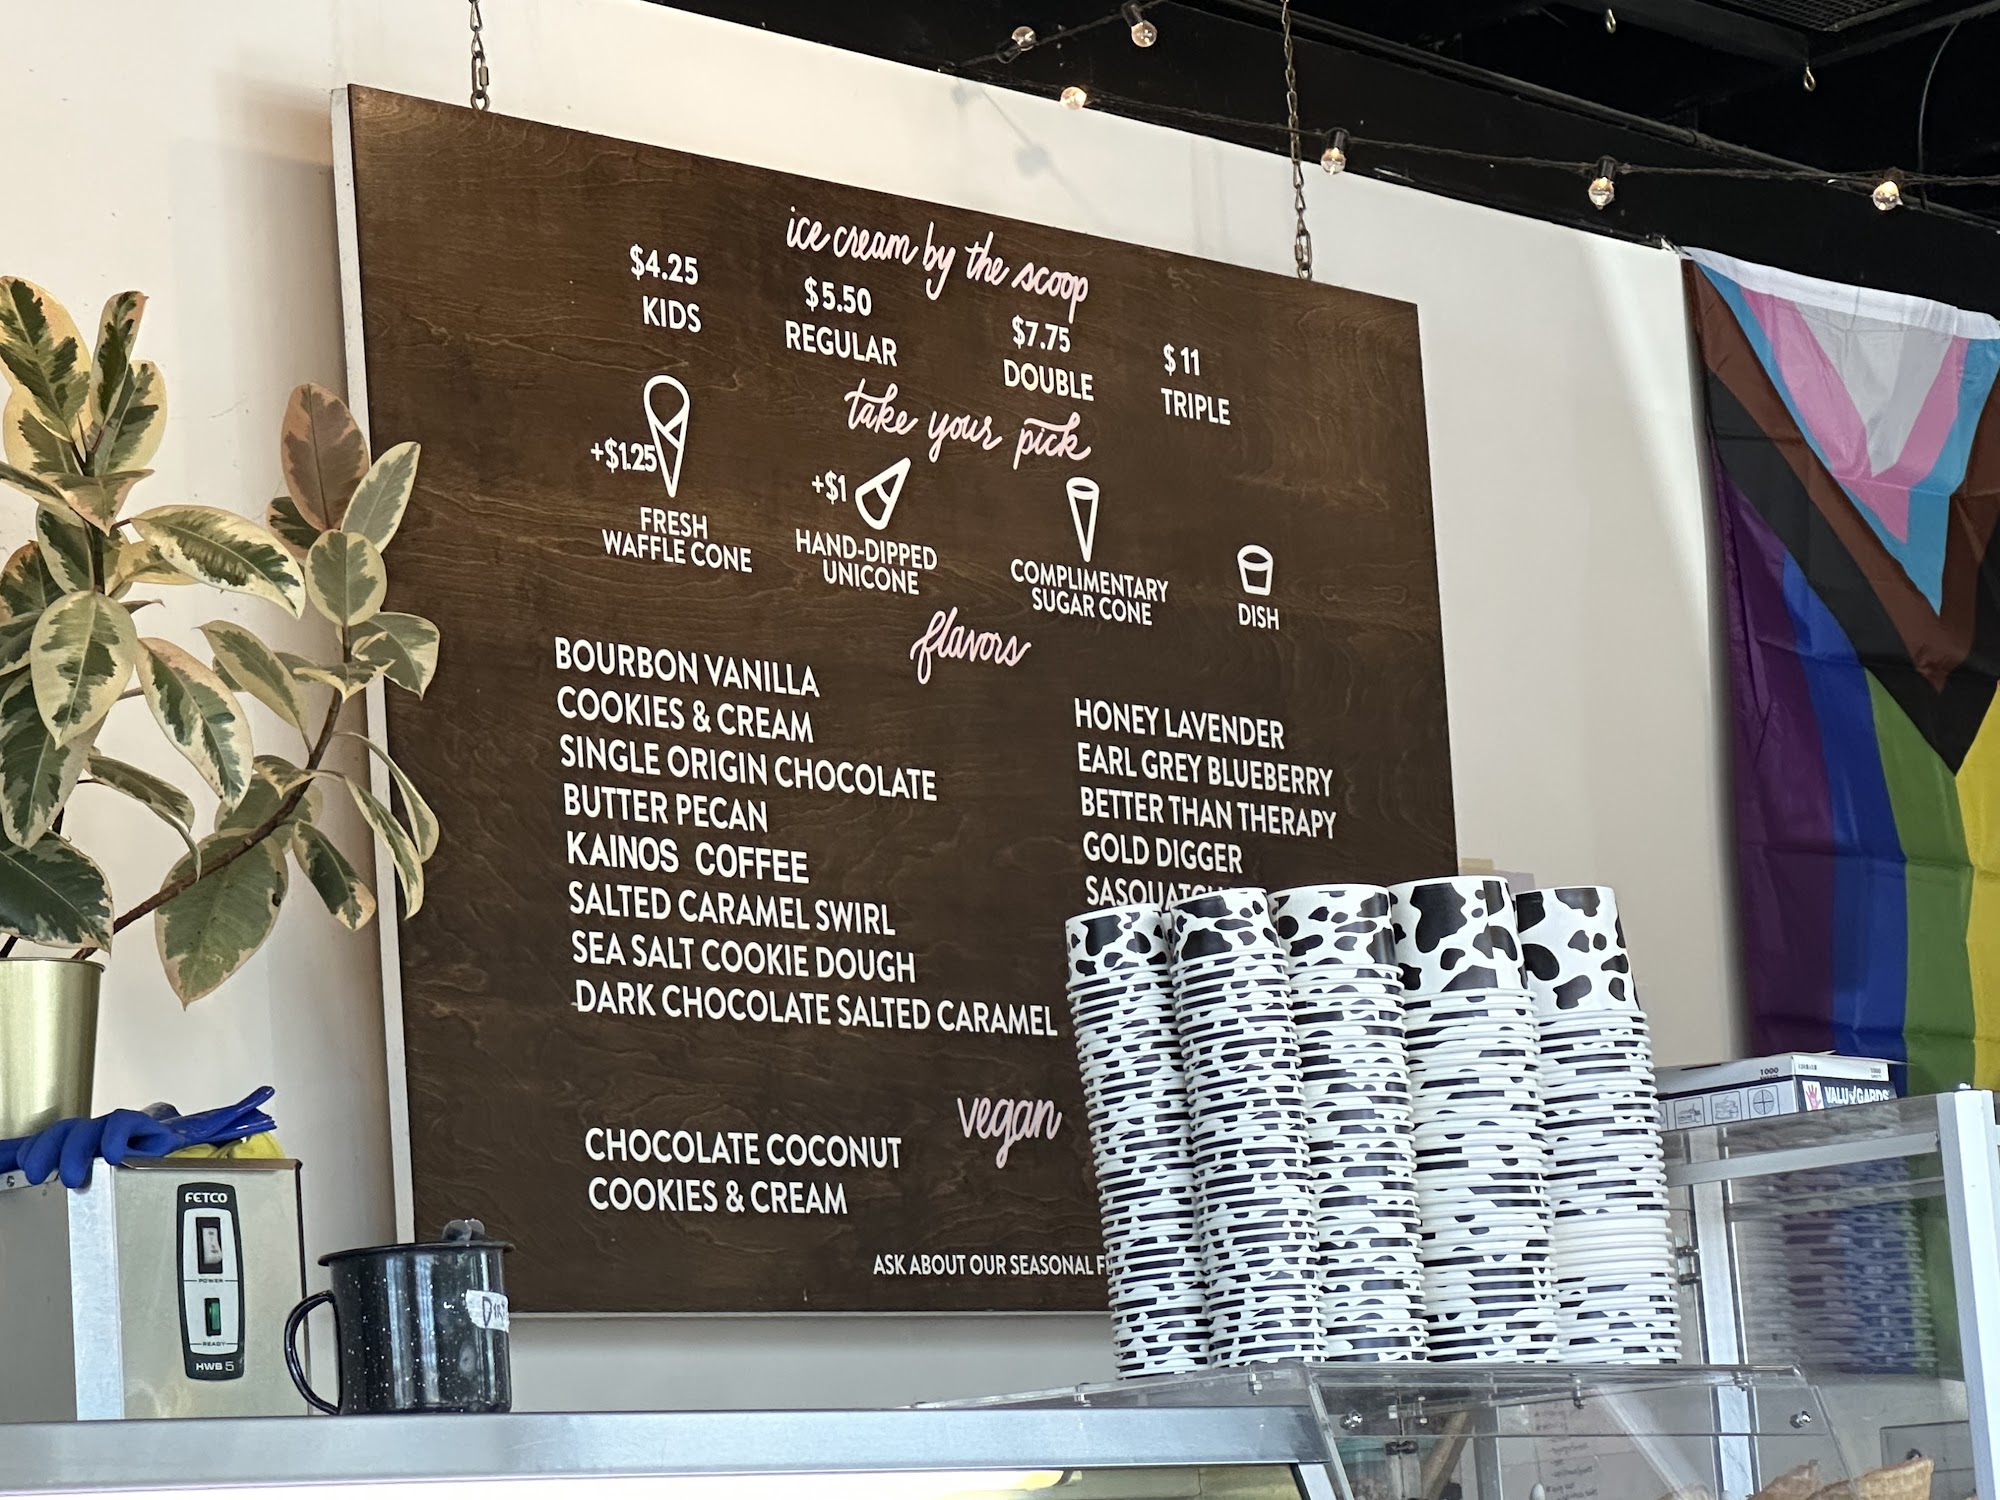 ice cream by the scoop
$4.25
KIDS
$5.50
REGULAR
$7.75
DOUBLE
$11
TRIPLE
take your pick
+$1.25
FRESH
WAFFLE CONE
+$1
HAND-DIPPED
UNICONE
COMPLIMENTARY
SUGAR CONE
DISH
flavors
BOURBON VANILLA
COOKIES & CREAM
SINGLE ORIGIN CHOCOLATE
BUTTER PECAN
KAINOS COFFEE
SALTED CARAMEL SWIRL
SEA SALT COOKIE DOUGH
DARK CHOCOLATE SALTED CARAMEL
HONEY LAVENDER
EARL GREY BLUEBERRY
BETTER THAN THERAPY
GOLD DIGGER
vegan
CHOCOLATE COCONUT
COOKIES & CREAM
ASK ABOUT OUR SEASONAL
FETCO
POWER
READY
HWB 5
1000
VALUGARDS